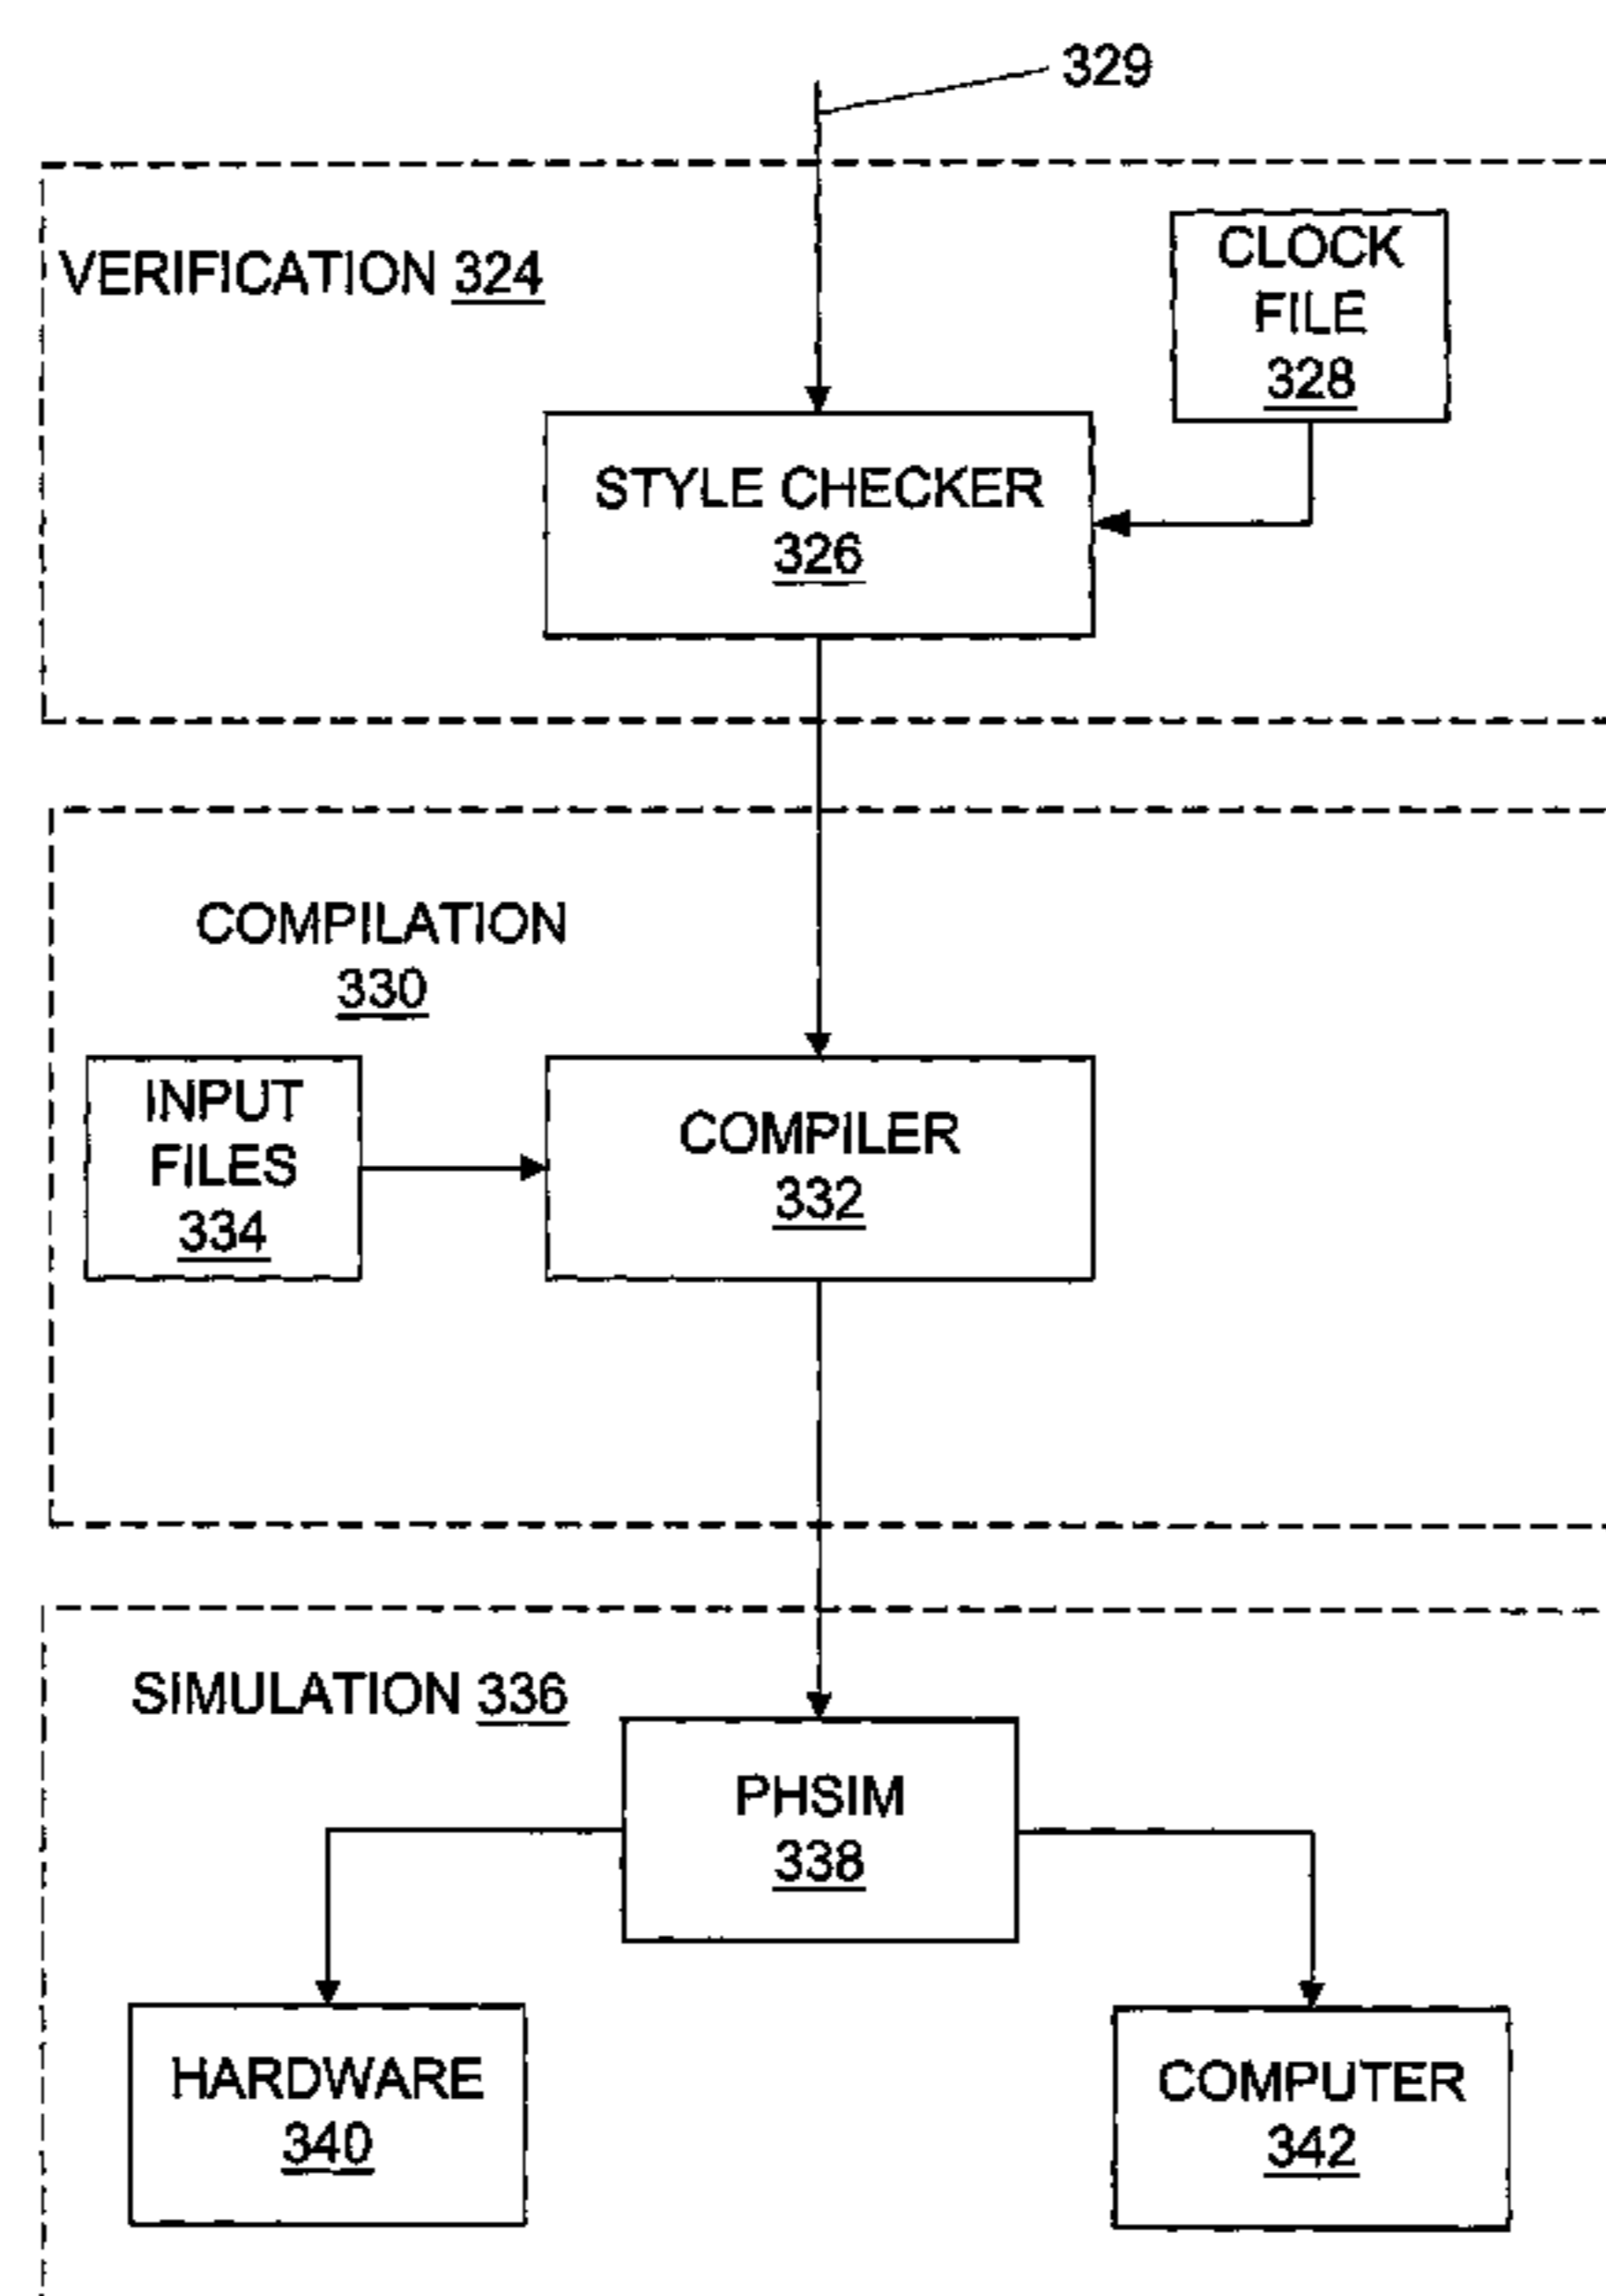 329
VERIFICATION 324
CLOCK
FILE
328
STYLE CHECKER
326
COMPILATION
330
INPUT
FILES
334
COMPILER
332
SIMULATION 336
PHSIM
338
HARDWARE
340
COMPUTER
342